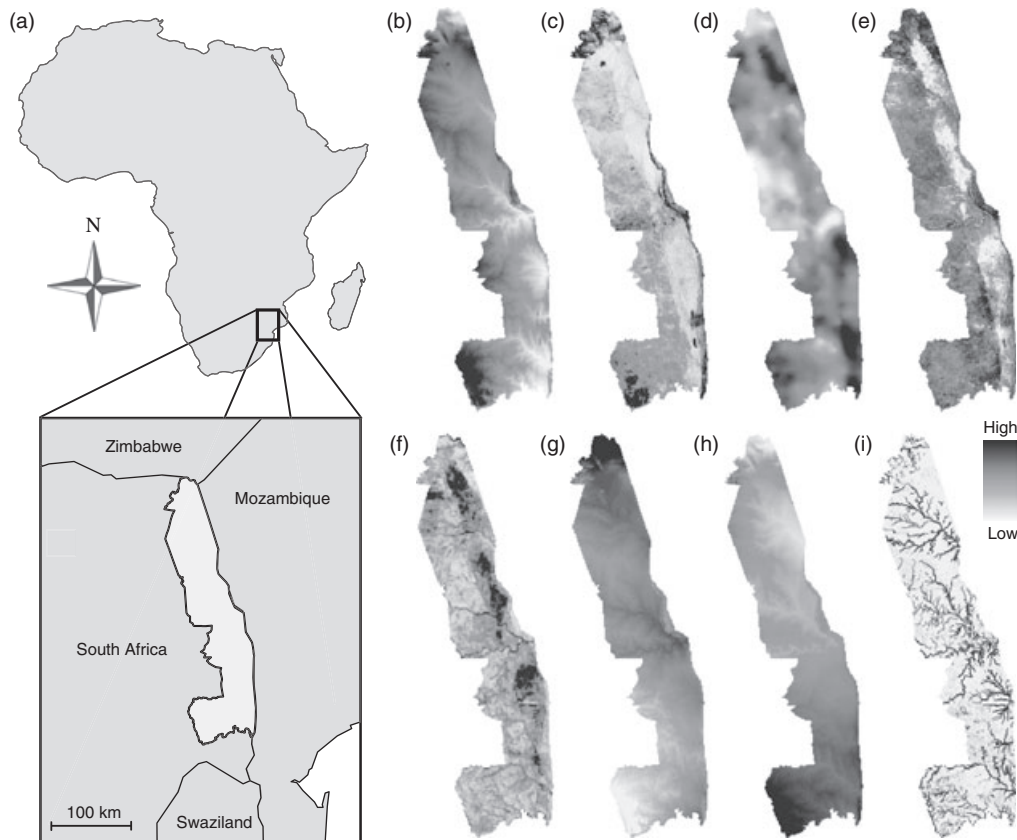 (a)
(b)
(c)
(d)
(e)
N
Zimbabwe
Mozambique
South Africa
100 km
Swaziland
(f)
(g)
(h)
(i)
High
Low